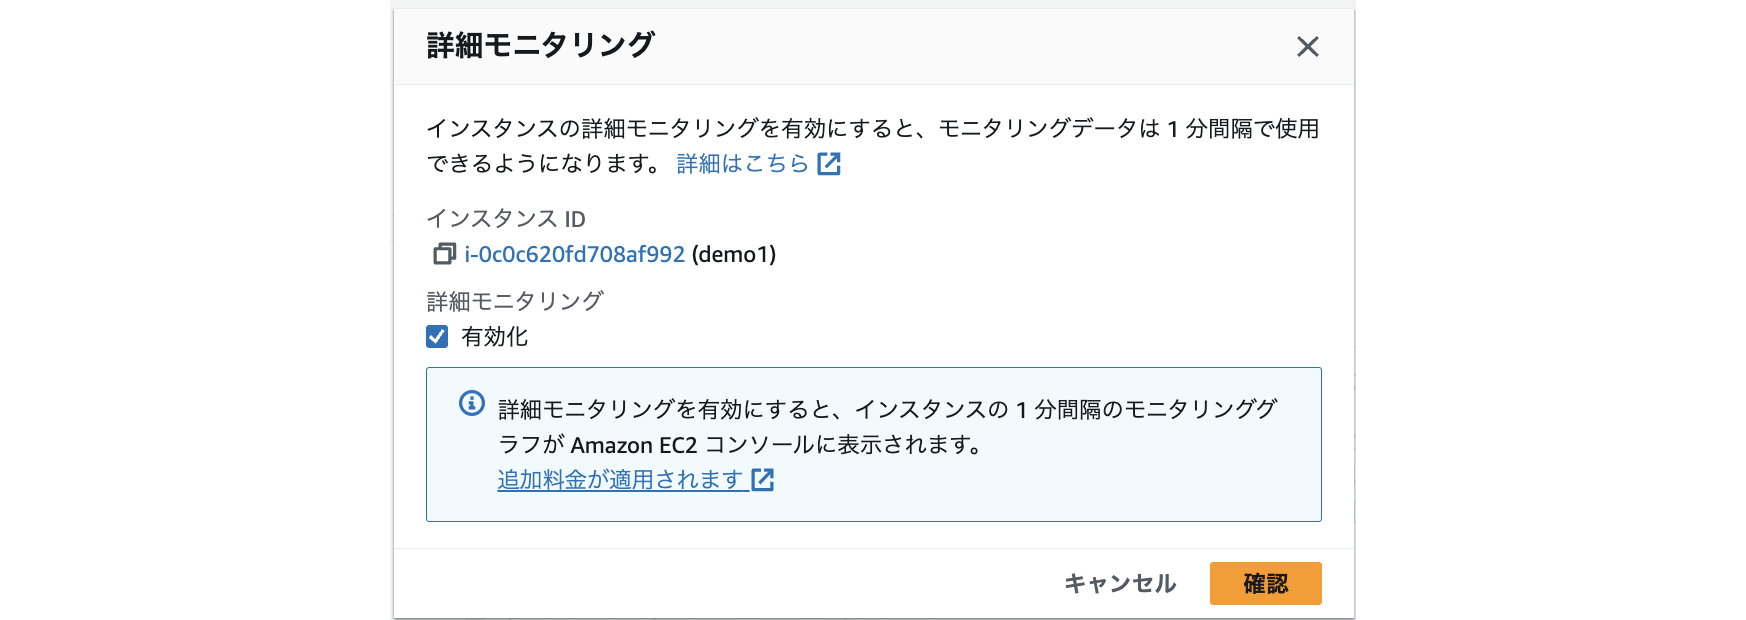 詳細モニタリング
インスタンスの詳細モニタリングを有効にすると、モニタリングデータは 1 分間隔で使用
できるようになります。 詳細はこちら
インスタンス ID
i-0c0c620fd708af992 (demo1)
詳細モニタリング
有効化
詳細モニタリングを有効にすると、インスタンスの 1 分間隔のモニタリンググ
ラフが Amazon EC2 コンソールに表示されます。
追加料金が適用されます
キャンセル 確認